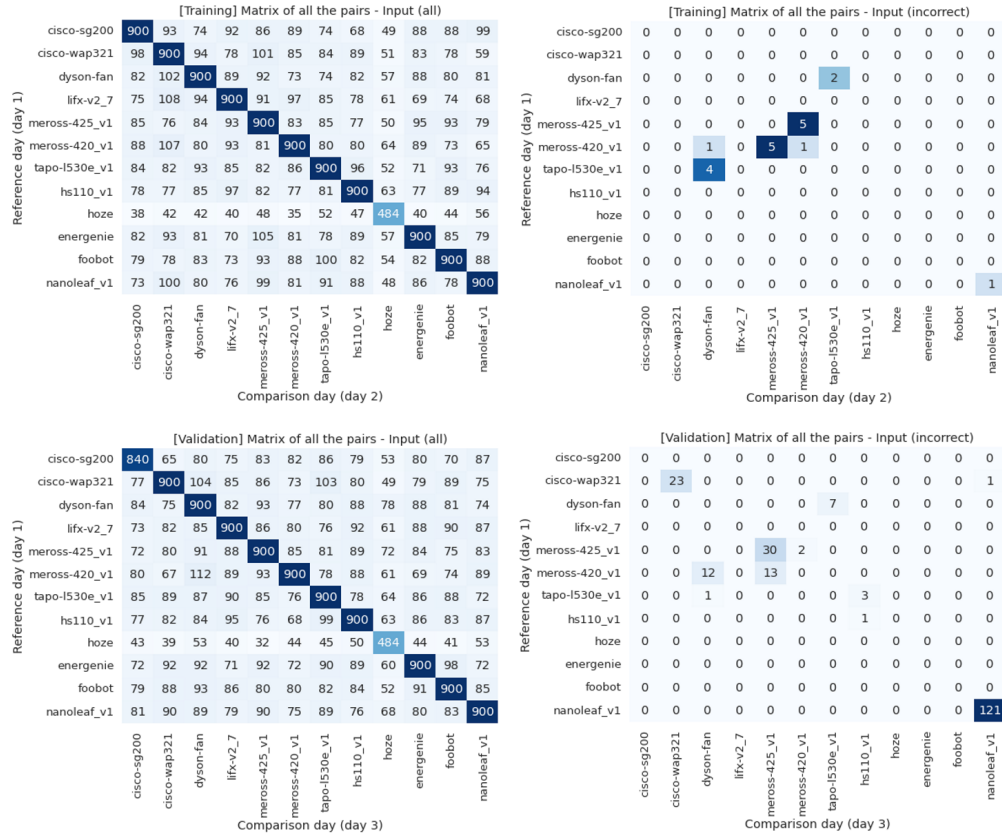 [Training] Matrix of all the pairs - Input (all)
Reference day (day 1)
cisco-sg200 900 93 74 92 86 89 74 68 49 88 88 99
cisco-wap321 98 900 94 78 101 85 84 89 51 83 78 59
dyson-fan 82 102 900 89 92 73 74 82 57 88 80 81
lifx-v2_7 75 108 94 900 91 97 85 78 61 69 74 68
meross-425_v1 85 76 84 93 900 83 85 77 50 95 93 79
meross-420_v1 88 107 80 93 81 900 80 80 64 89 73 65
tapo-l530e_v1 84 82 93 85 82 86 900 96 52 71 93 76
hs110_v1 78 77 85 97 82 77 81 900 63 77 89 94
hoze 38 42 42 40 48 35 52 47 484 40 44 56
energenie 82 93 81 70 105 81 78 89 57 900 85 79
foobot 79 78 83 73 93 88 100 82 54 82 900 88
nanoleaf_v1 73 100 80 76 99 81 91 88 48 86 78 900
cisco-sg200 cisco-wap321 dyson-fan lifx-v2_7 meross-425_v1 meross-420_v1 tapo-l530e_v1 hs110_v1 hoze energenie foobot nanoleaf_v1
Comparison day (day 2)
[Training] Matrix of all the pairs - Input (incorrect)
Reference day (day 1)
cisco-sg200 0 0 0 0 0 0 0 0 0 0 0 0
cisco-wap321 0 0 0 0 0 0 0 0 0 0 0 0
dyson-fan 0 0 0 0 0 0 2 0 0 0 0 0
lifx-v2_7 0 0 0 0 0 0 0 0 0 0 0 0
meross-425_v1 0 0 0 0 0 5 0 0 0 0 0 0
meross-420_v1 0 0 1 0 5 1 0 0 0 0 0 0
tapo-l530e_v1 0 0 4 0 0 0 0 0 0 0 0 0
hs110_v1 0 0 0 0 0 0 0 0 0 0 0 0
hoze 0 0 0 0 0 0 0 0 0 0 0 0
energenie 0 0 0 0 0 0 0 0 0 0 0 0
foobot 0 0 0 0 0 0 0 0 0 0 0 0
nanoleaf_v1 0 0 0 0 0 0 0 0 0 0 0 1
cisco-sg200 cisco-wap321 dyson-fan lifx-v2_7 meross-425_v1 meross-420_v1 tapo-l530e_v1 hs110_v1 hoze energenie foobot nanoleaf_v1
Comparison day (day 2)
[Validation] Matrix of all the pairs - Input (all)
Reference day (day 1)
cisco-sg200 840 65 80 75 83 82 86 79 53 80 70 87
cisco-wap321 77 900 104 85 86 73 103 80 49 79 89 75
dyson-fan 84 75 900 82 93 77 80 88 78 88 81 74
lifx-v2_7 73 82 85 900 86 80 76 92 61 88 90 87
meross-425_v1 72 80 91 88 900 85 81 89 72 84 75 83
meross-420_v1 80 67 112 89 93 900 78 88 61 69 74 89
tapo-l530e_v1 85 89 87 90 85 76 900 78 64 86 88 72
hs110_v1 77 82 84 95 76 68 99 900 63 86 83 87
hoze 43 39 53 40 32 44 45 50 484 44 41 53
energenie 72 92 92 71 92 72 90 89 60 900 98 72
foobot 79 88 93 86 80 80 82 84 52 91 900 85
nanoleaf_v1 81 90 89 79 90 75 89 76 68 80 83 900
cisco-sg200 cisco-wap321 dyson-fan lifx-v2_7 meross-425_v1 meross-420_v1 tapo-l530e_v1 hs110_v1 hoze energenie foobot nanoleaf_v1
Comparison day (day 3)
[Validation] Matrix of all the pairs - Input (incorrect)
Reference day (day 1)
cisco-sg200 0 0 0 0 0 0 0 0 0 0 0 0
cisco-wap321 0 23 0 0 0 0 0 0 0 0 0 1
dyson-fan 0 0 0 0 0 0 7 0 0 0 0 0
lifx-v2_7 0 0 0 0 0 0 0 0 0 0 0 0
meross-425_v1 0 0 0 0 30 2 0 0 0 0 0 0
meross-420_v1 0 0 12 0 13 0 0 0 0 0 0 0
tapo-l530e_v1 0 0 1 0 0 0 0 3 0 0 0 0
hs110_v1 0 0 0 0 0 0 0 1 0 0 0 0
hoze 0 0 0 0 0 0 0 0 0 0 0 0
energenie 0 0 0 0 0 0 0 0 0 0 0 0
foobot 0 0 0 0 0 0 0 0 0 0 0 0
nanoleaf_v1 0 0 0 0 0 0 0 0 0 0 0 121
cisco-sg200 cisco-wap321 dyson-fan lifx-v2_7 meross-425_v1 meross-420_v1 tapo-l530e_v1 hs110_v1 hoze energenie foobot nanoleaf_v1
Comparison day (day 3)